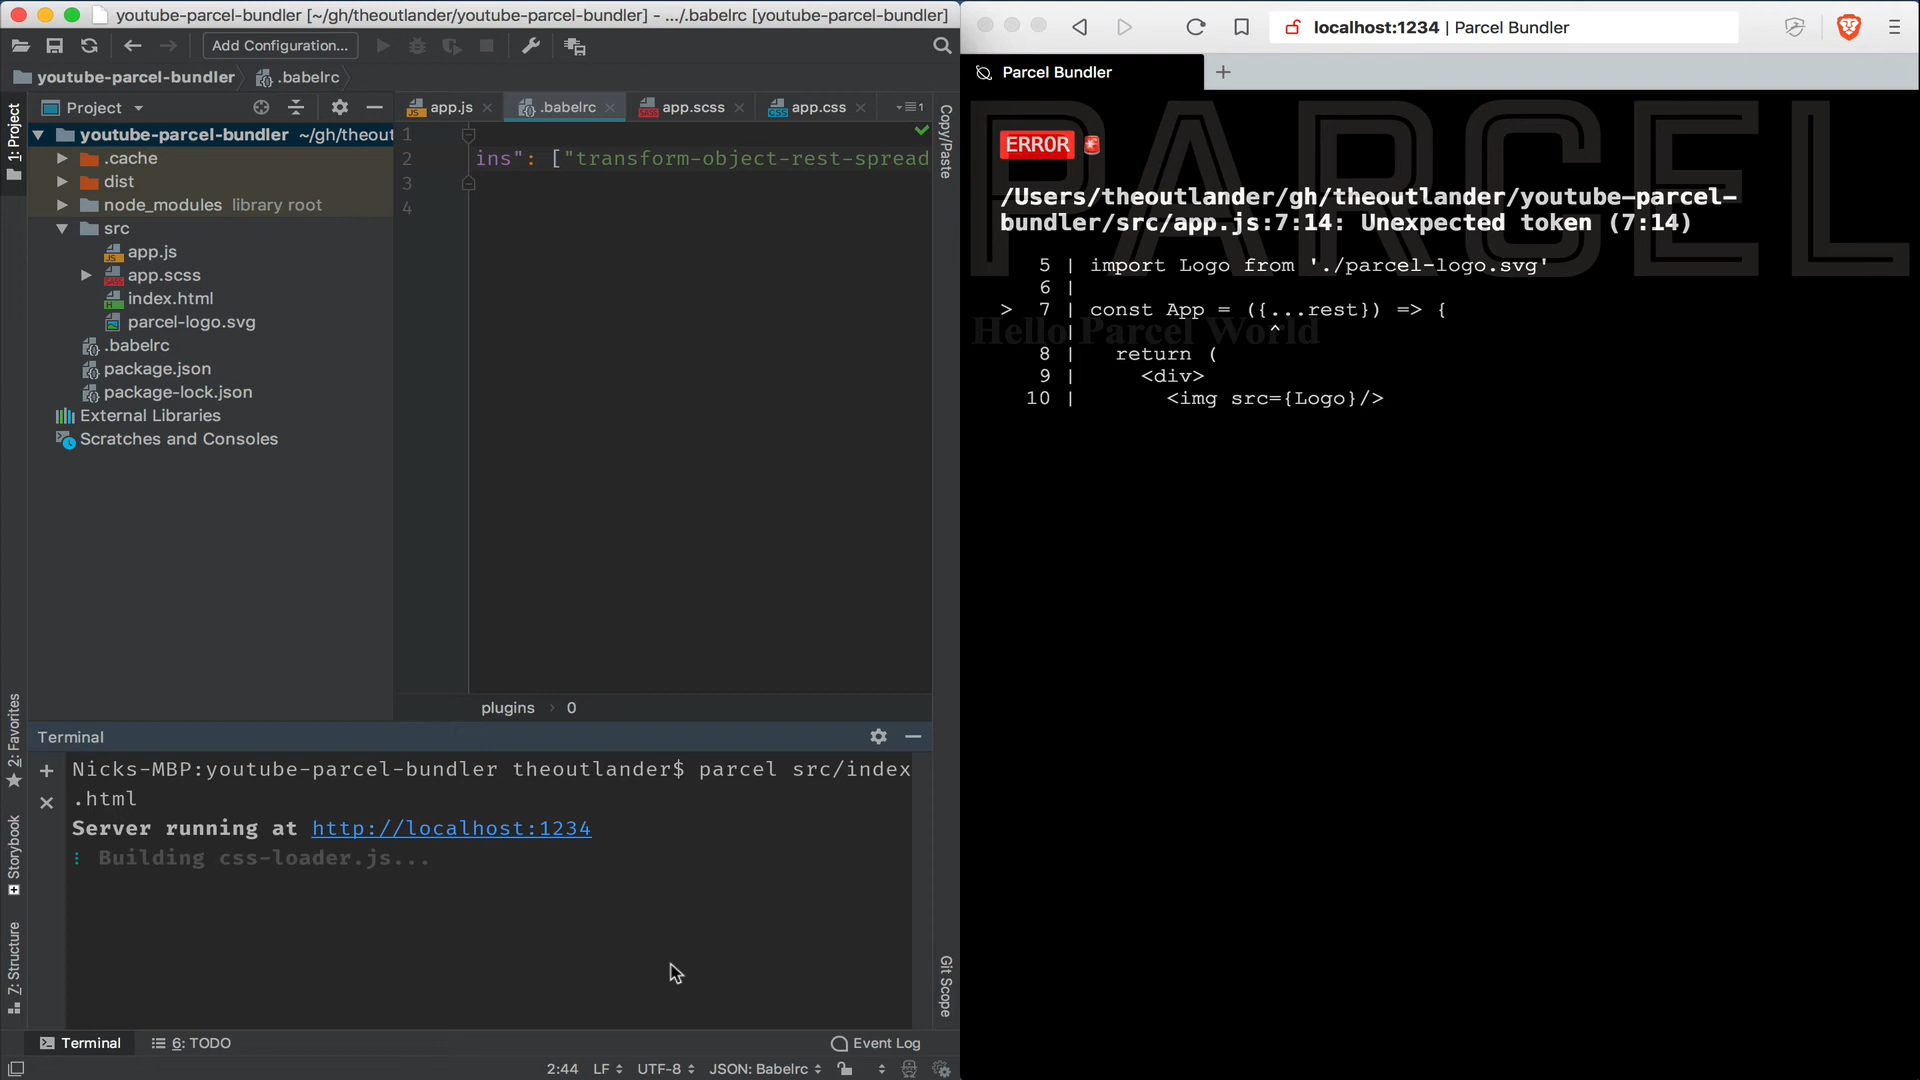 youtube-parcel-bundler [~/gh/theoutlander/youtube-parcel-bundler] - .../.babelrc [youtube-parcel-bundler]
Add Configuration...
youtube-parcel-bundler
.babelrc
Project
app.js
.babelrc
app.scss
app.css
1
1: Project
youtube-parcel-bundler ~/gh/theout
.cache
dist
node_modules library root
src
app.js
app.scss
index.html
parcel-logo.svg
.babelrc
package.json
package-lock.json
External Libraries
Scratches and Consoles
1
2 ins": ["transform-object-rest-spread
3
4
plugins › 0
Copy/Paste
2: Favorites
Storybook
7: Structure
Git Scope
Terminal
Nicks-MBP:youtube-parcel-bundler theoutlander$ parcel src/index
.html
Server running at http://localhost:1234
Building css-loader.js...
Terminal
6: TODO
Event Log
2:44 LF UTF-8 JSON: Babelrc
localhost:1234 | Parcel Bundler
Parcel Bundler
PARCEL
ERROR
/Users/theoutlander/gh/theoutlander/youtube-parcel-
bundler/src/app.js:7:14: Unexpected token (7:14)
5 | import Logo from './parcel-logo.svg'
6 |
> 7 | const App = ({...rest}) => {
| ^
Hello Parcel World
8 | return (
9 | <div>
10 | <img src={Logo}/>